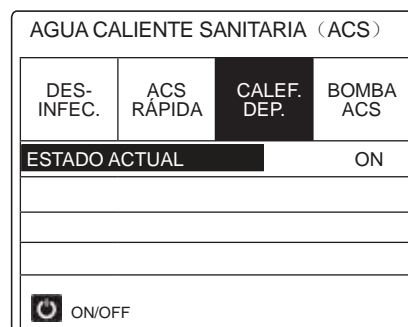 AGUA CALIENTE SANITARIA（ACS）
DES-
INFEC.
ACS
RÁPIDA
CALEF.
DEP.
BOMBA
ACS
ESTADO ACTUAL ON
ON/OFF